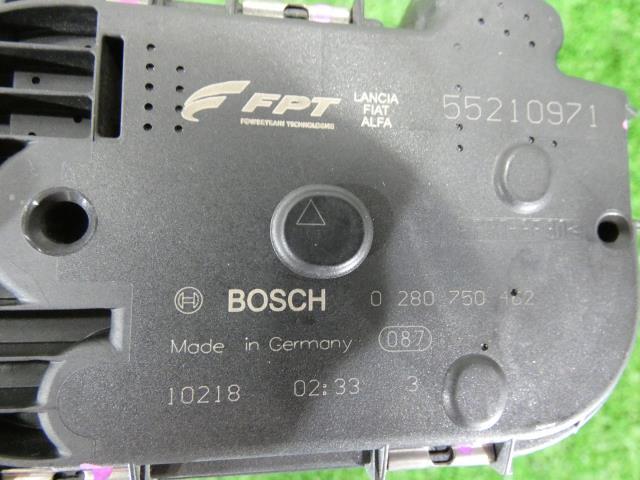 FPT
POWERTRAIN TECHNOLOGIES
LANCIA
FIAT
ALFA
55210971
BOSCH
0 280 750 462
Made in Germany
087
10218 02:33 3